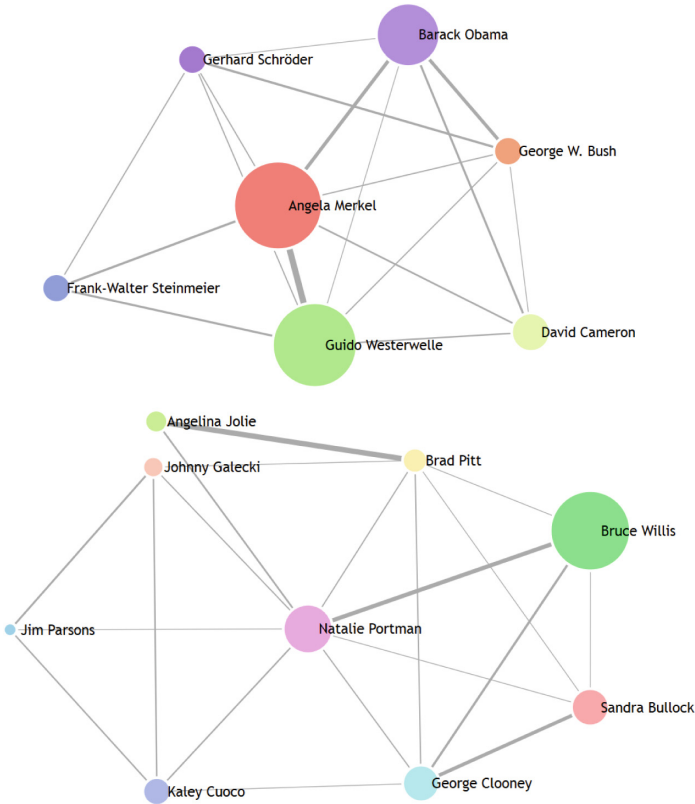 Barack Obama
Gerhard Schröder
George W. Bush
Angela Merkel
Frank-Walter Steinmeier
David Cameron
Guido Westerwelle
Angelina Jolie
Brad Pitt
Johnny Galecki
Bruce Willis
Natalie Portman
Jim Parsons
Sandra Bullock
George Clooney
Kaley Cuoco